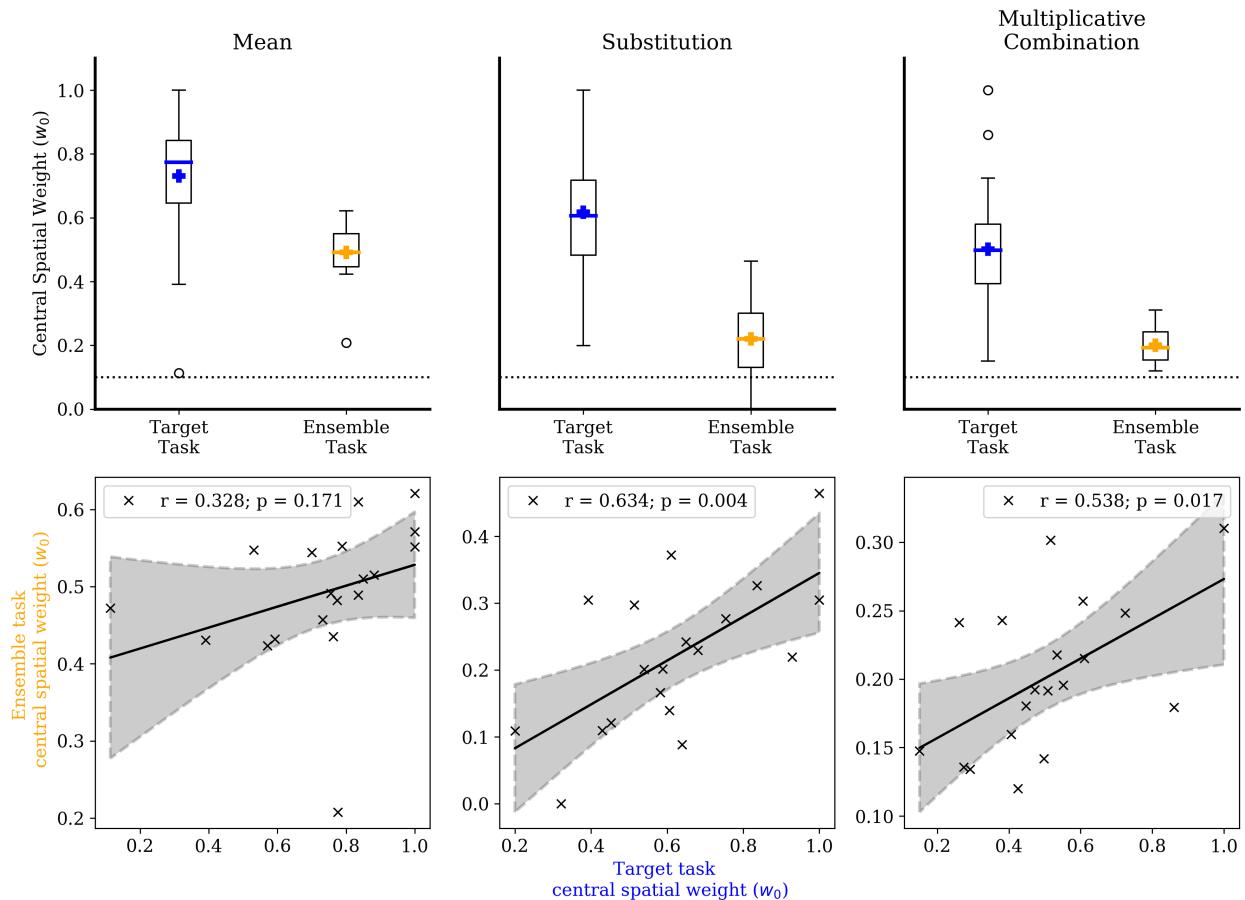 Mean
Substitution
Multiplicative
Combination
Central Spatial Weight (w₀)
1.0
0.8
0.6
0.4
0.2
0.0
Target
Task
Ensemble
Task
Target
Task
Ensemble
Task
Target
Task
Ensemble
Task
Ensemble task
central spatial weight (w₀)
r = 0.328; p = 0.171
0.6
0.5
0.4
0.3
0.2
0.2
0.4
0.6
0.8
1.0
r = 0.634; p = 0.004
0.4
0.3
0.2
0.1
0.0
0.2
0.4
0.6
0.8
1.0
r = 0.538; p = 0.017
0.30
0.25
0.20
0.15
0.10
0.2
0.4
0.6
0.8
1.0
Target task
central spatial weight (w₀)